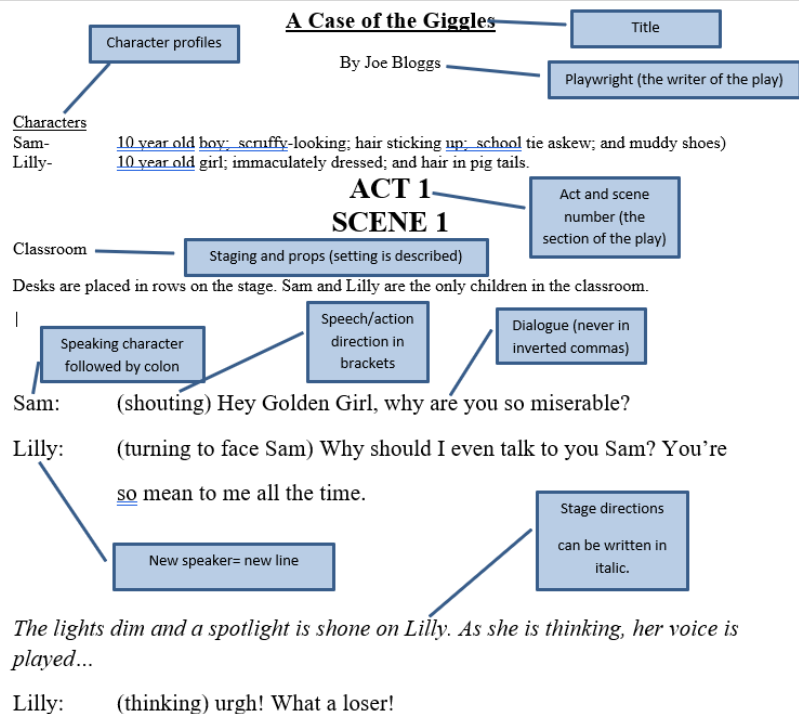 A Case of the Giggles
Title
Character profiles
By Joe Bloggs
Playwright (the writer of the play)
Characters
Sam- 10 year old boy; scruffy-looking; hair sticking up; school tie askew; and muddy shoes)
Lilly- 10 year old girl; immaculately dressed; and hair in pig tails.
ACT 1
SCENE 1
Act and scene
number (the
section of the play)
Classroom
Staging and props (setting is described)
Desks are placed in rows on the stage. Sam and Lilly are the only children in the classroom.
Speaking character
followed by colon
Speech/action
direction in
brackets
Dialogue (never in
inverted commas)
Sam: (shouting) Hey Golden Girl, why are you so miserable?
Lilly: (turning to face Sam) Why should I even talk to you Sam? You’re
so mean to me all the time.
New speaker= new line
Stage directions
can be written in
italic.
The lights dim and a spotlight is shone on Lilly. As she is thinking, her voice is
played…
Lilly: (thinking) urgh! What a loser!